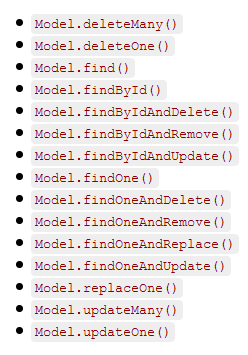 Model.deleteMany()
Model.deleteOne()
Model.find()
Model.findById()
Model.findByIdAndDelete()
Model.findByIdAndRemove()
Model.findByIdAndUpdate()
Model.findOne()
Model.findOneAndDelete()
Model.findOneAndRemove()
Model.findOneAndReplace()
Model.findOneAndUpdate()
Model.replaceOne()
Model.updateMany()
Model.updateOne()